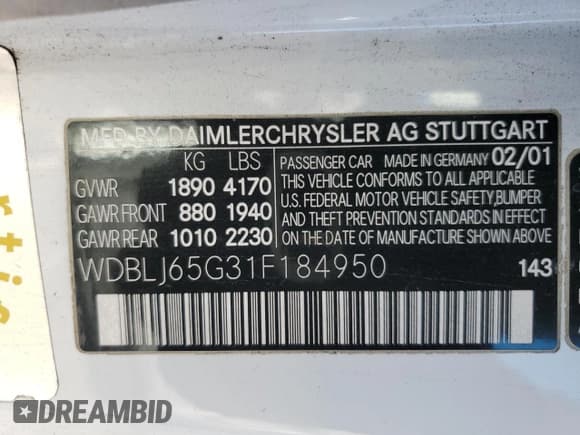 MFD BY DAIMLERCHRYSLER AG STUTTGART
KG LBS
GVWR 1890 4170
GAWR FRONT 880 1940
GAWR REAR 1010 2230
PASSENGER CAR MADE IN GERMANY 02/01
THIS VEHICLE CONFORMS TO ALL APPLICABLE
U.S. FEDERAL MOTOR VEHICLE SAFETY,BUMPER
AND THEFT PREVENTION STANDARDS IN EFFECT
ON THE DATE OF MANUFACTURE SHOWN ABOVE.
WDBLJ65G31F184950 143
rtis
DREAMBID